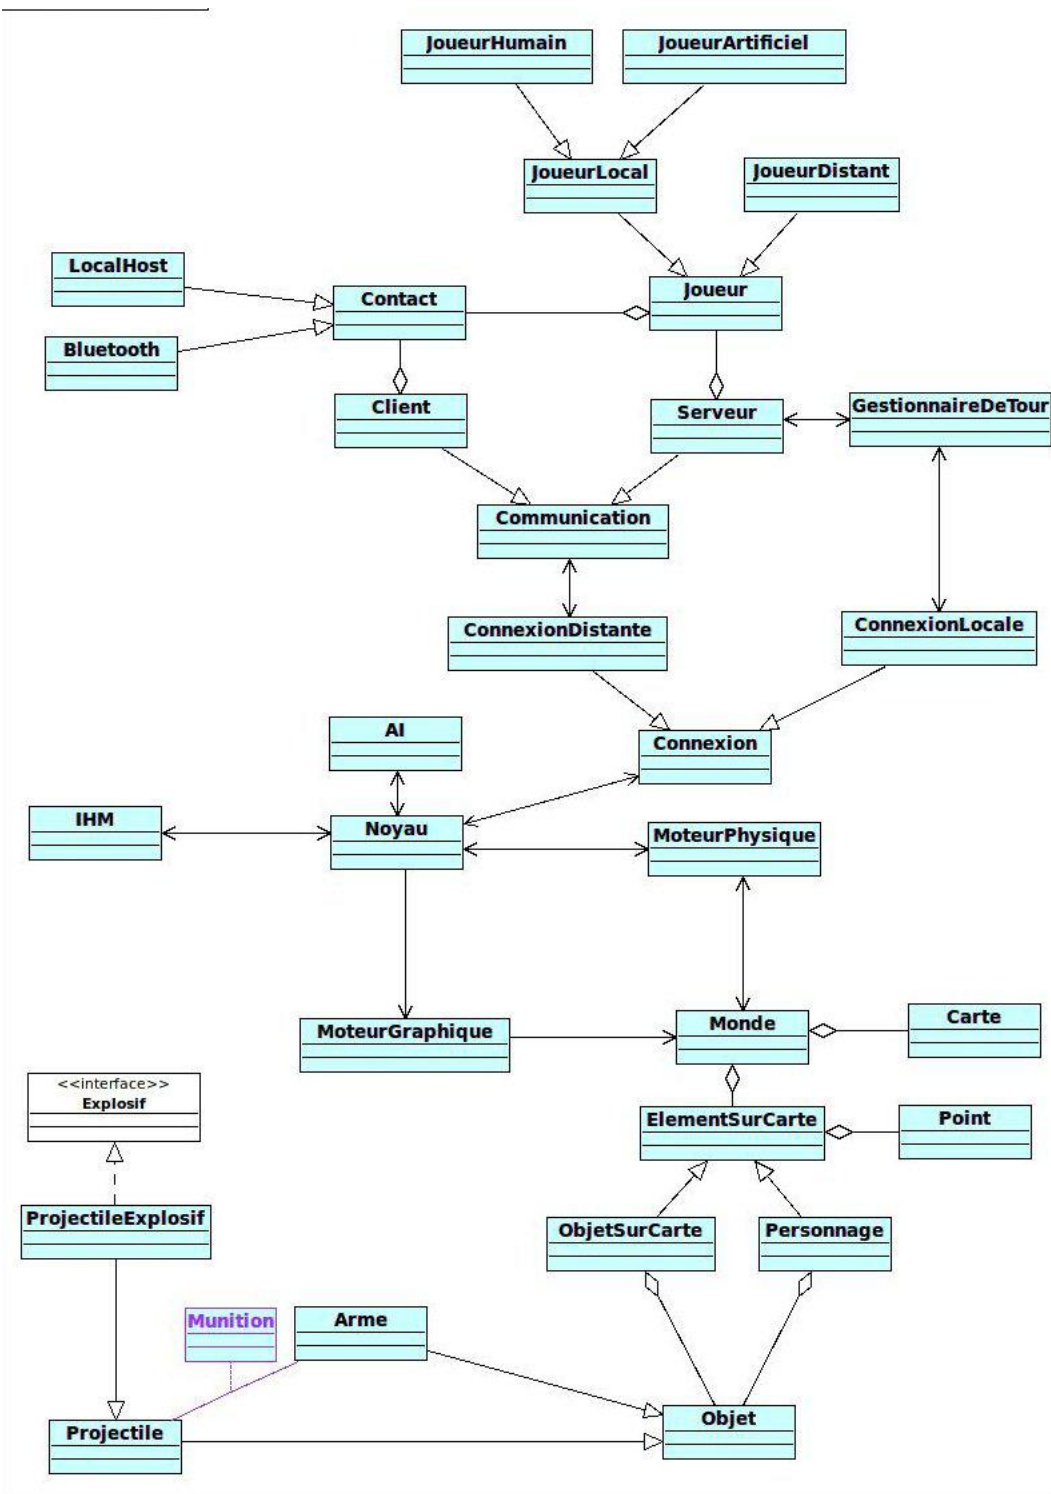 JoueurHumain
JoueurArtificiel
JoueurLocal
JoueurDistant
LocalHost
Contact
Joueur
Bluetooth
Client
Serveur
GestionnaireDeTour
Communication
ConnexionDistante
ConnexionLocale
AI
Connexion
IHM
Noyau
MoteurPhysique
MoteurGraphique
Monde
Carte
<<interface>>
Explosif
ElementSurCarte
Point
ProjectileExplosif
ObjetSurCarte
Personnage
Munition
Arme
Projectile
Objet